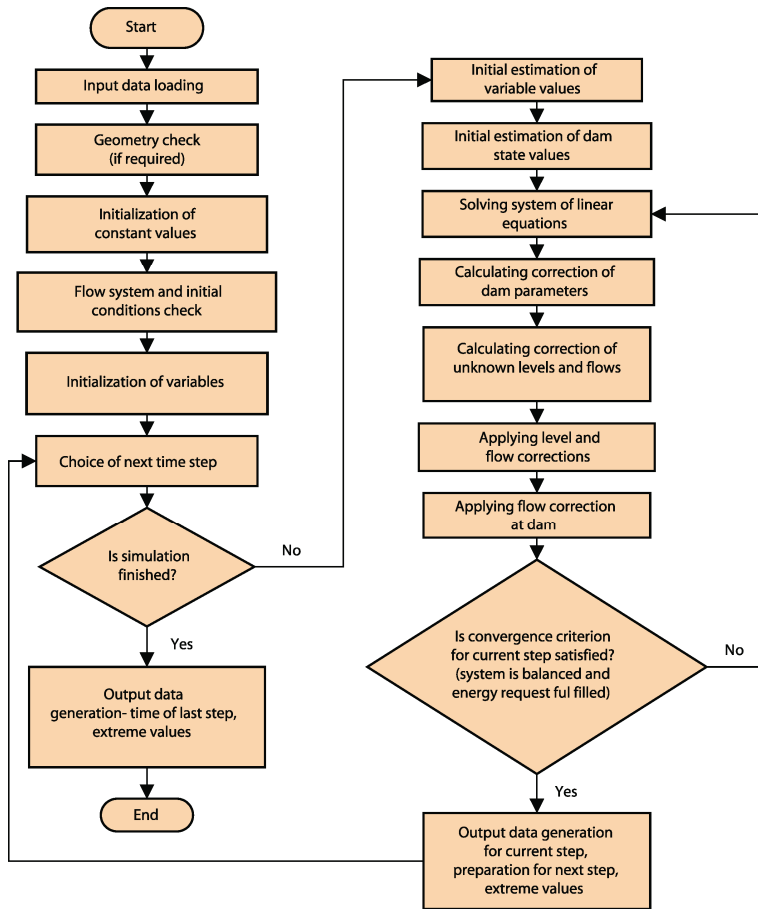 Start
Input data loading
Geometry check
(if required)
Initialization of
constant values
Flow system and initial
conditions check
Initialization of variables
Choice of next time step
Is simulation
finished?
No
Yes
Output data
generation- time of last step,
extreme values
End
Initial estimation of
variable values
Initial estimation of dam
state values
Solving system of linear
equations
Calculating correction of
dam parameters
Calculating correction of
unknown levels and flows
Applying level and
flow corrections
Applying flow correction
at dam
Is convergence criterion
for current step satisfied?
(system is balanced and
energy request ful filled)
No
Yes
Output data generation
for current step,
preparation for next step,
extreme values